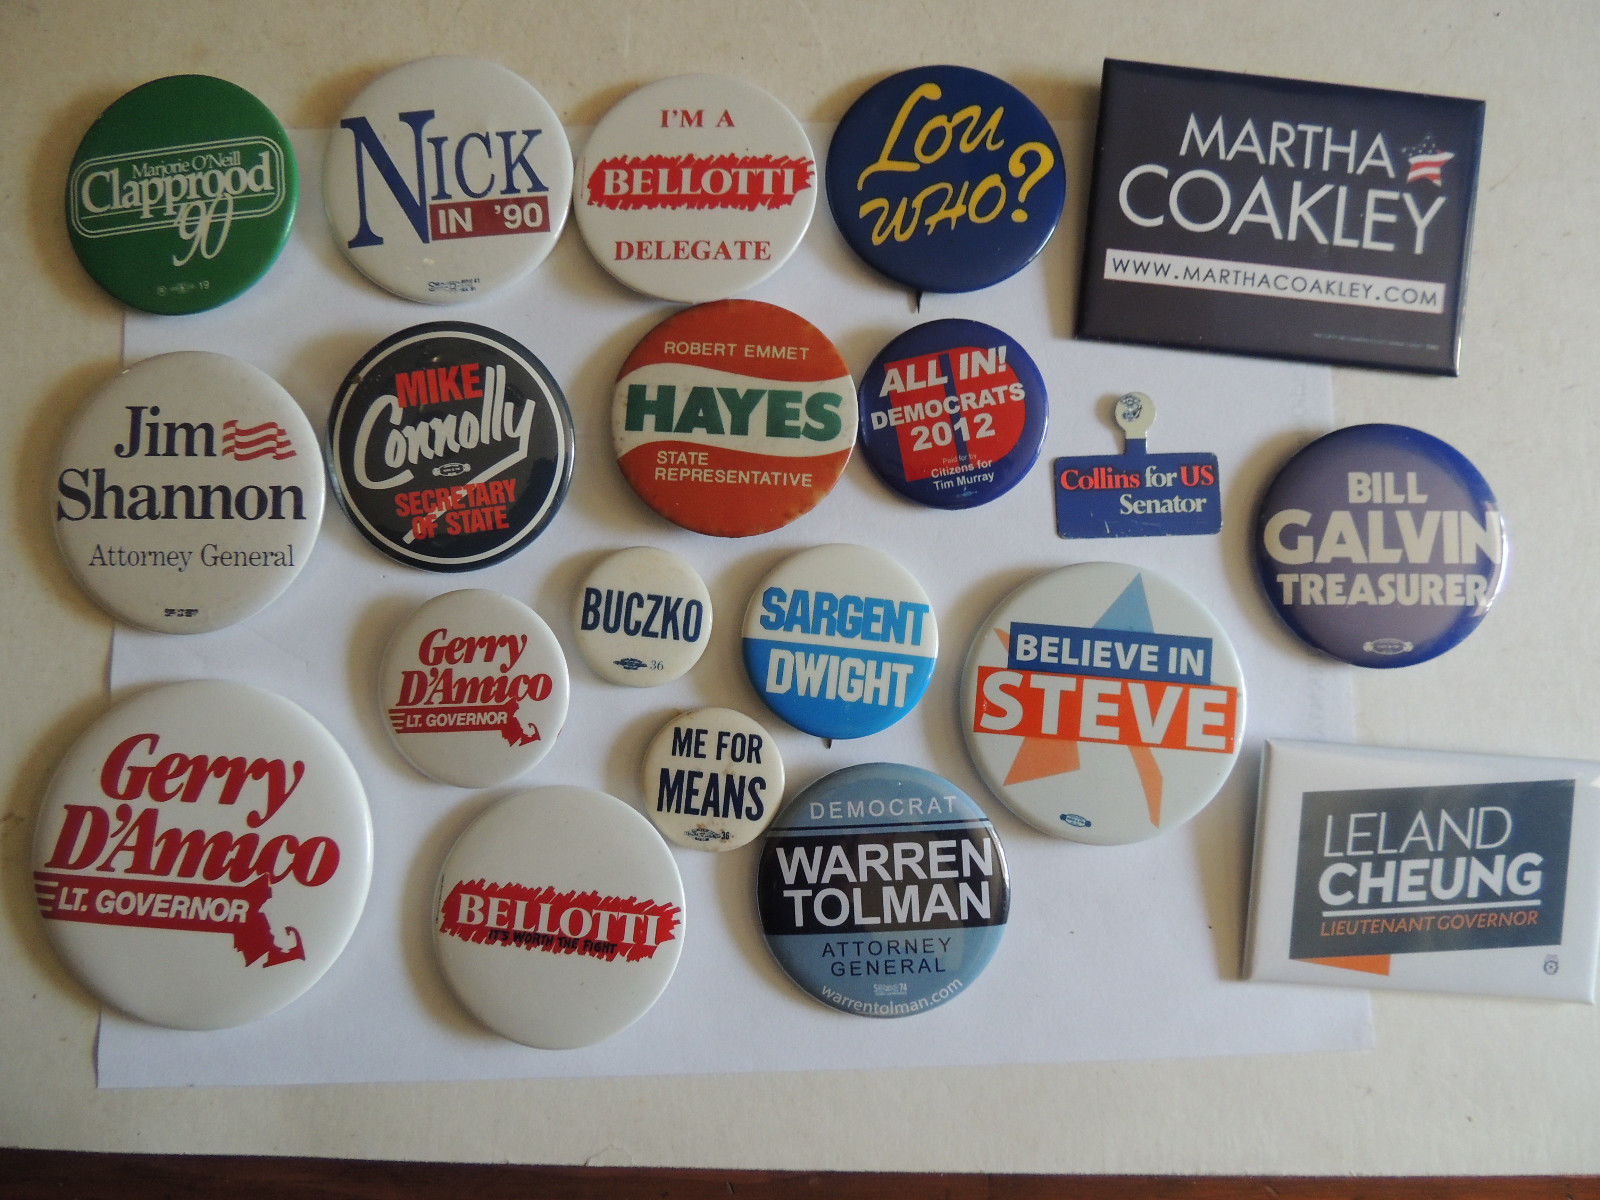 Marjorie O'Neill
Clapprood
'90
19
NICK
IN '90
I'M A
BELLOTTI
DELEGATE
LOU
WHO?
MARTHA
COAKLEY
WWW.MARTHACOAKLEY.COM
Jim
Shannon
Attorney General
MIKE
Connolly
SECRETARY
OF STATE
ROBERT EMMET
HAYES
STATE
REPRESENTATIVE
ALL IN!
DEMOCRATS
2012
Paid for by
Citizens for
Tim Murray
Collins for US
Senator
BILL
GALVIN
TREASURER
Gerry
D'Amico
LT. GOVERNOR
BUCZKO
36
SARGENT
DWIGHT
BELIEVE IN
STEVE
Gerry
D'Amico
LT. GOVERNOR
BELLOTTI
IT'S WORTH THE FIGHT
ME FOR
MEANS
36
DEMOCRAT
WARREN
TOLMAN
ATTORNEY
GENERAL
74
warrentolman.com
LELAND
CHEUNG
LIEUTENANT GOVERNOR